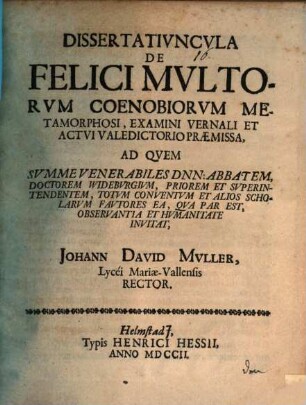 DISSERTATIVNCVLA
DE
FELICI MVLTO-
RVM COENOBIORVM ME-
TAMORPHOSI, EXAMINI VERNALI ET
ACTVI VALEDICTORIO PRÆMISSA,
AD QVEM
SVMME VENERABILES DNN: ABBATEM,
DOCTOREM WIDEBVRGIVM, PRIOREM ET SVPERIN-
TENDENTEM, TOTVM CONVENTVM ET ALIOS SCHO-
LARVM FAVTORES EA, QVA PAR EST,
OBSERVANTIA ET HVMANITATE
INVITAT,
JOHANN DAVID MVLLER,
Lycéi Mariæ-Vallensis
RECTOR.
Helmstadĵ,
Typis HENRICI HESSII,
ANNO MDCCII.